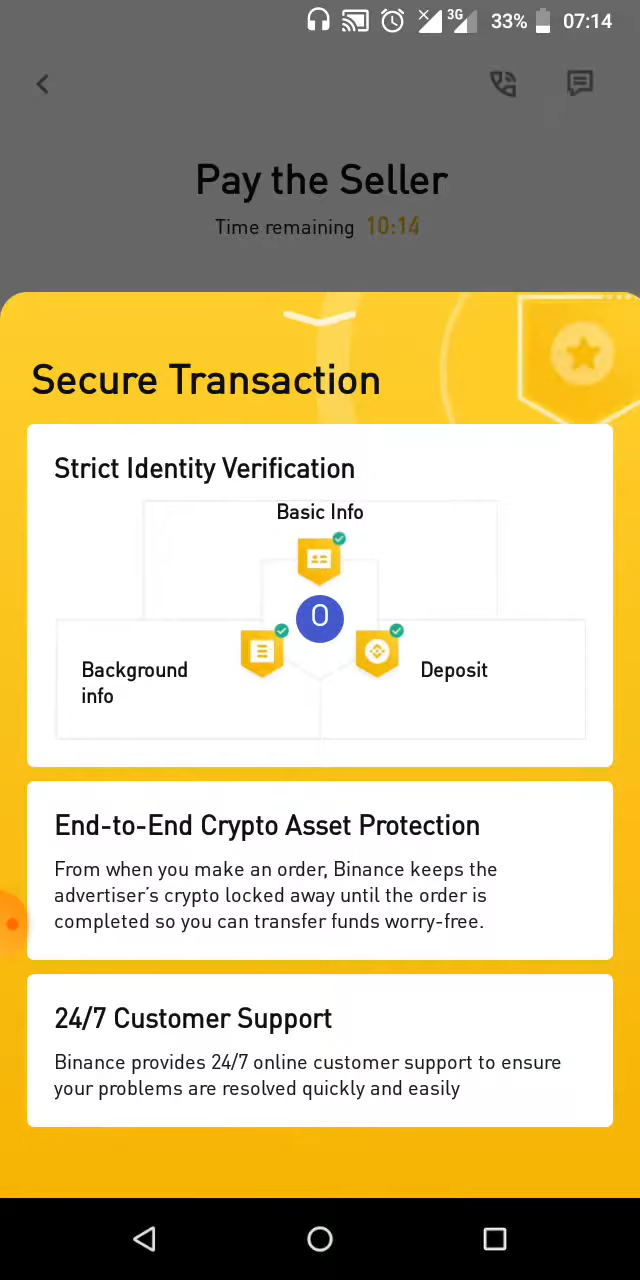 3G 33% 07:14
Pay the Seller
Time remaining 10:14
Secure Transaction
Strict Identity Verification
Basic Info
O
Background
info
Deposit
End-to-End Crypto Asset Protection
From when you make an order, Binance keeps the
advertiser's crypto locked away until the order is
completed so you can transfer funds worry-free.
24/7 Customer Support
Binance provides 24/7 online customer support to ensure
your problems are resolved quickly and easily